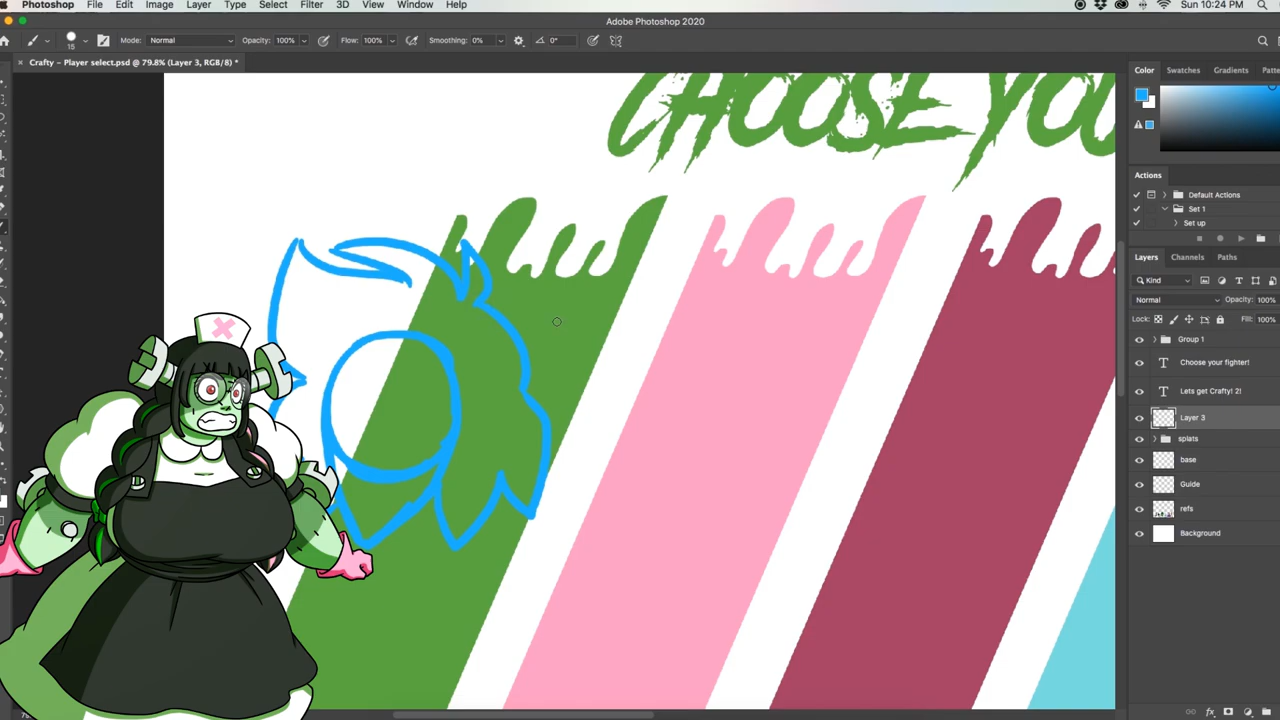 Photoshop File Edit Image Layer Type Select Filter 3D View Window Help Sun 10:24 PM
Adobe Photoshop 2020
15 Mode: Normal Opacity: 100% Flow: 100% Smoothing: 0% 0°
Crafty - Player select.psd @ 79.8% (Layer 3, RGB/8) *
Color Swatches Gradients
CHOOSE YOU
Actions
Default Actions
Set 1
Set up
Layers Channels Paths
Kind
Normal Opacity: 100%
Lock: Fill: 100%
Group 1
T Choose your fighter!
T Lets get Crafty! 2!
Layer 3
splats
base
Guide
refs
Background